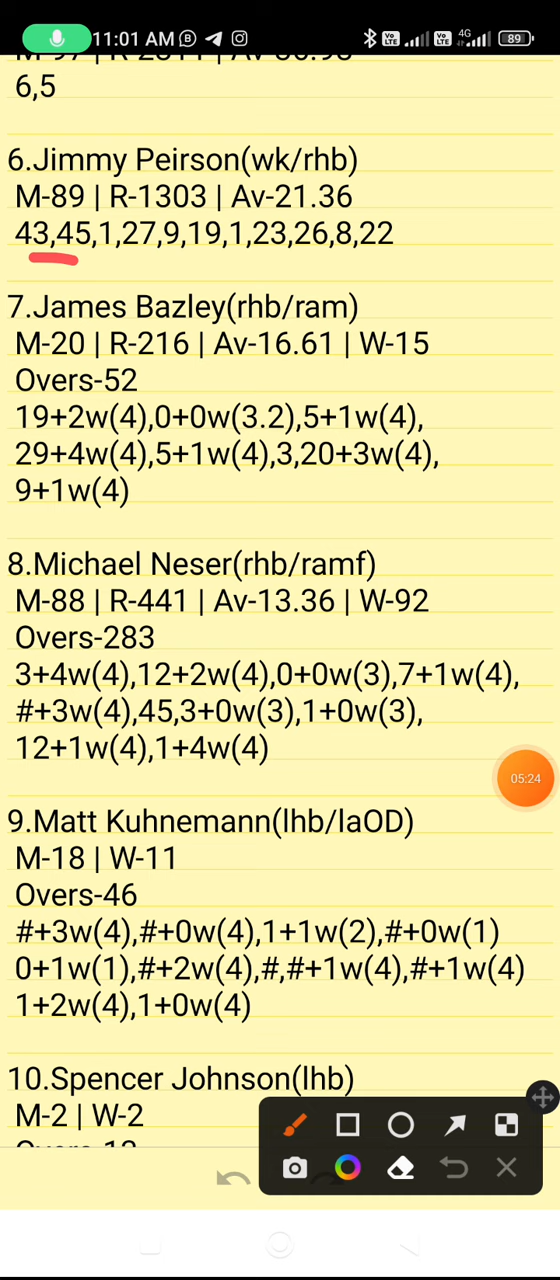 11:01 AM
4G
89
6,5
6.Jimmy Peirson(wk/rhb)
M-89 | R-1303 | Av-21.36
43,45,1,27,9,19,1,23,26,8,22
7.James Bazley(rhb/ram)
M-20 | R-216 | Av-16.61 | W-15
Overs-52
19+2w(4),0+0w(3.2),5+1w(4),
29+4w(4),5+1w(4),3,20+3w(4),
9+1w(4)
8.Michael Neser(rhb/ramf)
M-88 | R-441 | Av-13.36 | W-92
Overs-283
3+4w(4),12+2w(4),0+0w(3),7+1w(4),
#+3w(4),45,3+0w(3),1+0w(3),
12+1w(4),1+4w(4)
05:24
9.Matt Kuhnemann(lhb/laOD)
M-18 | W-11
Overs-46
#+3w(4),#+0w(4),1+1w(2),#+0w(1)
0+1w(1),#+2w(4),#,#+1w(4),#+1w(4)
1+2w(4),1+0w(4)
10.Spencer Johnson(lhb)
M-2 | W-2